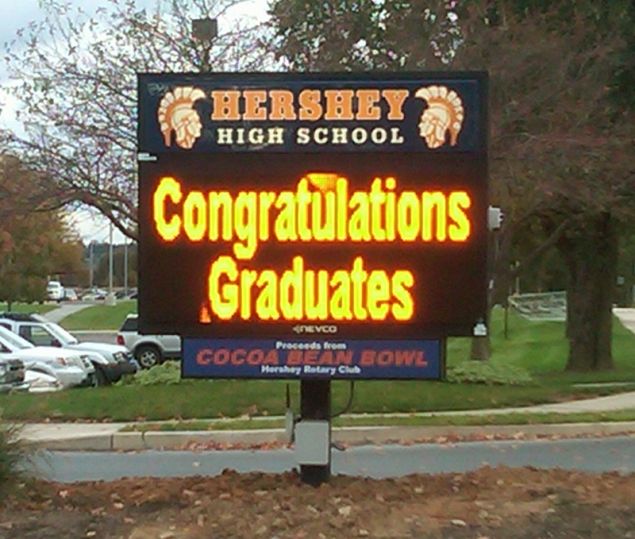 HERSHEY
HIGH SCHOOL
Congratulations
Graduates
NEVCO
Proceeds from
COCOA BEAN BOWL
Hershey Rotary Club